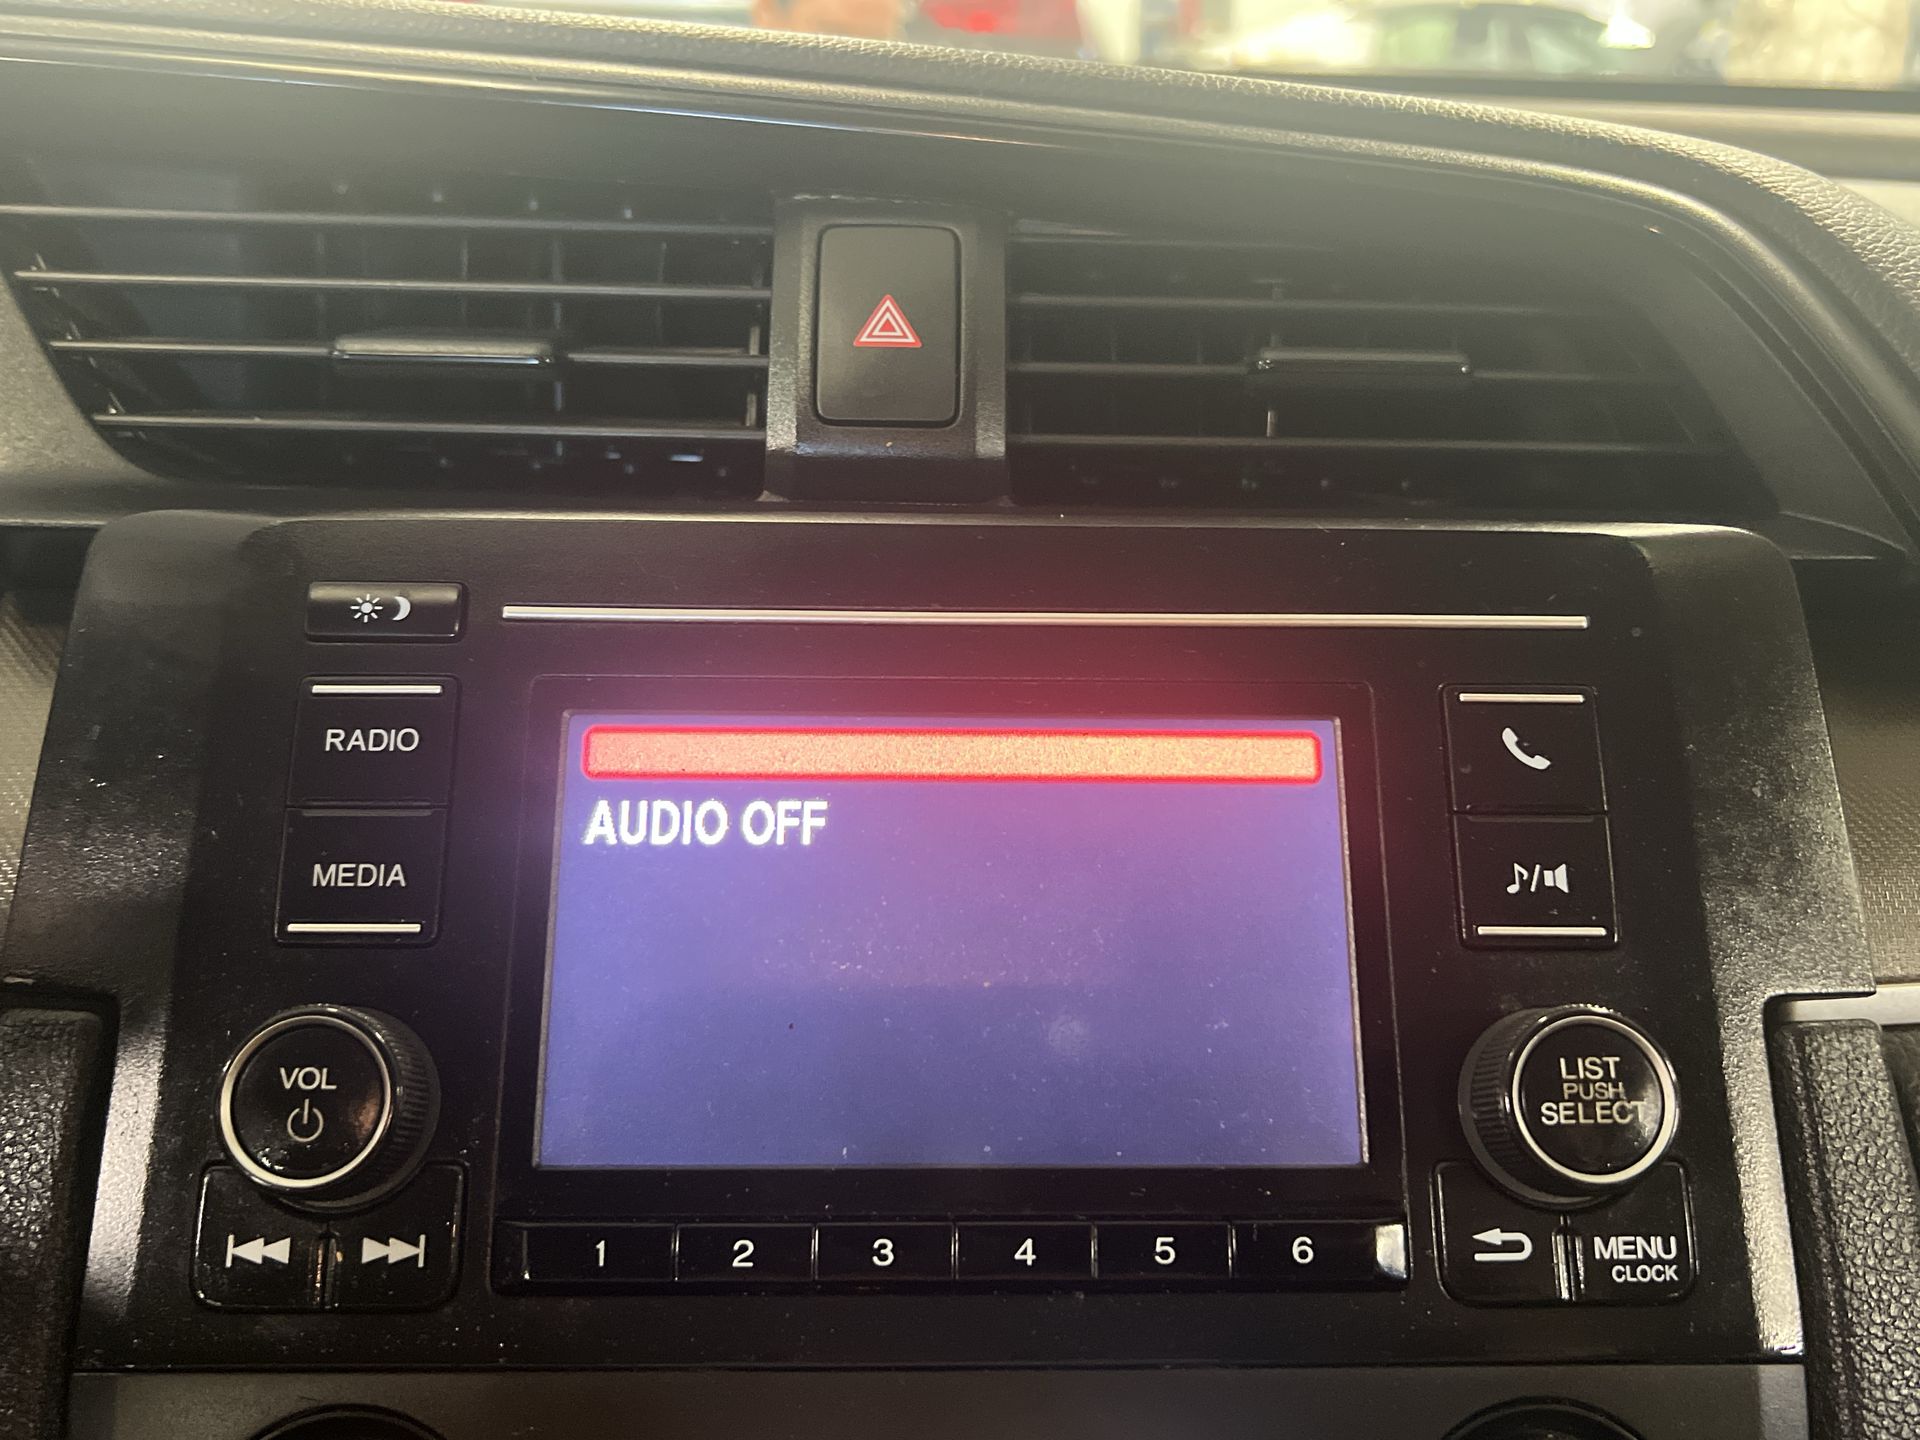 RADIO
MEDIA
AUDIO OFF
VOL
LIST
PUSH
SELECT
1 2 3 4 5 6
MENU
CLOCK